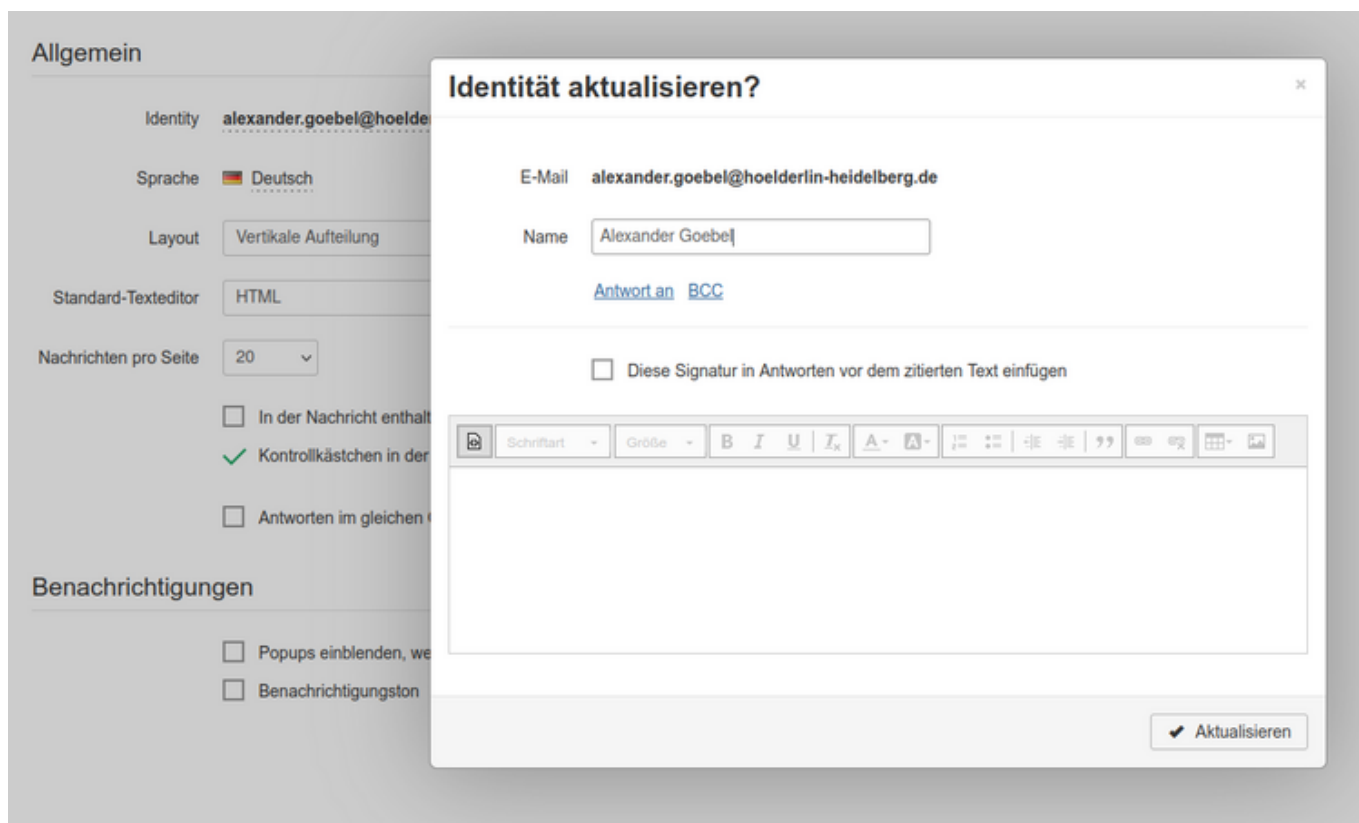 Allgemein
Identity alexander.goebel@hoelder
Sprache Deutsch
Layout Vertikale Aufteilung
Standard-Texteditor HTML
Nachrichten pro Seite 20
In der Nachricht enthalt
Kontrollkästchen in der
Antworten im gleichen
Benachrichtigungen
Popups einblenden, we
Benachrichtigungston
Identität aktualisieren?
×
E-Mail alexander.goebel@hoelderlin-heidelberg.de
Name Alexander Goebel
Antwort an BCC
Diese Signatur in Antworten vor dem zitierten Text einfügen
Schriftart Größe B I U Tx A A
Aktualisieren